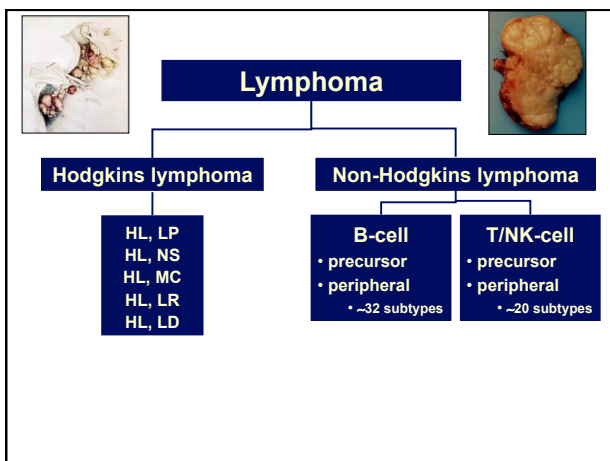 Lymphoma
Hodgkins lymphoma
Non-Hodgkins lymphoma
HL, LP
HL, NS
HL, MC
HL, LR
HL, LD
B-cell
• precursor
• peripheral
• ~32 subtypes
T/NK-cell
• precursor
• peripheral
• ~20 subtypes